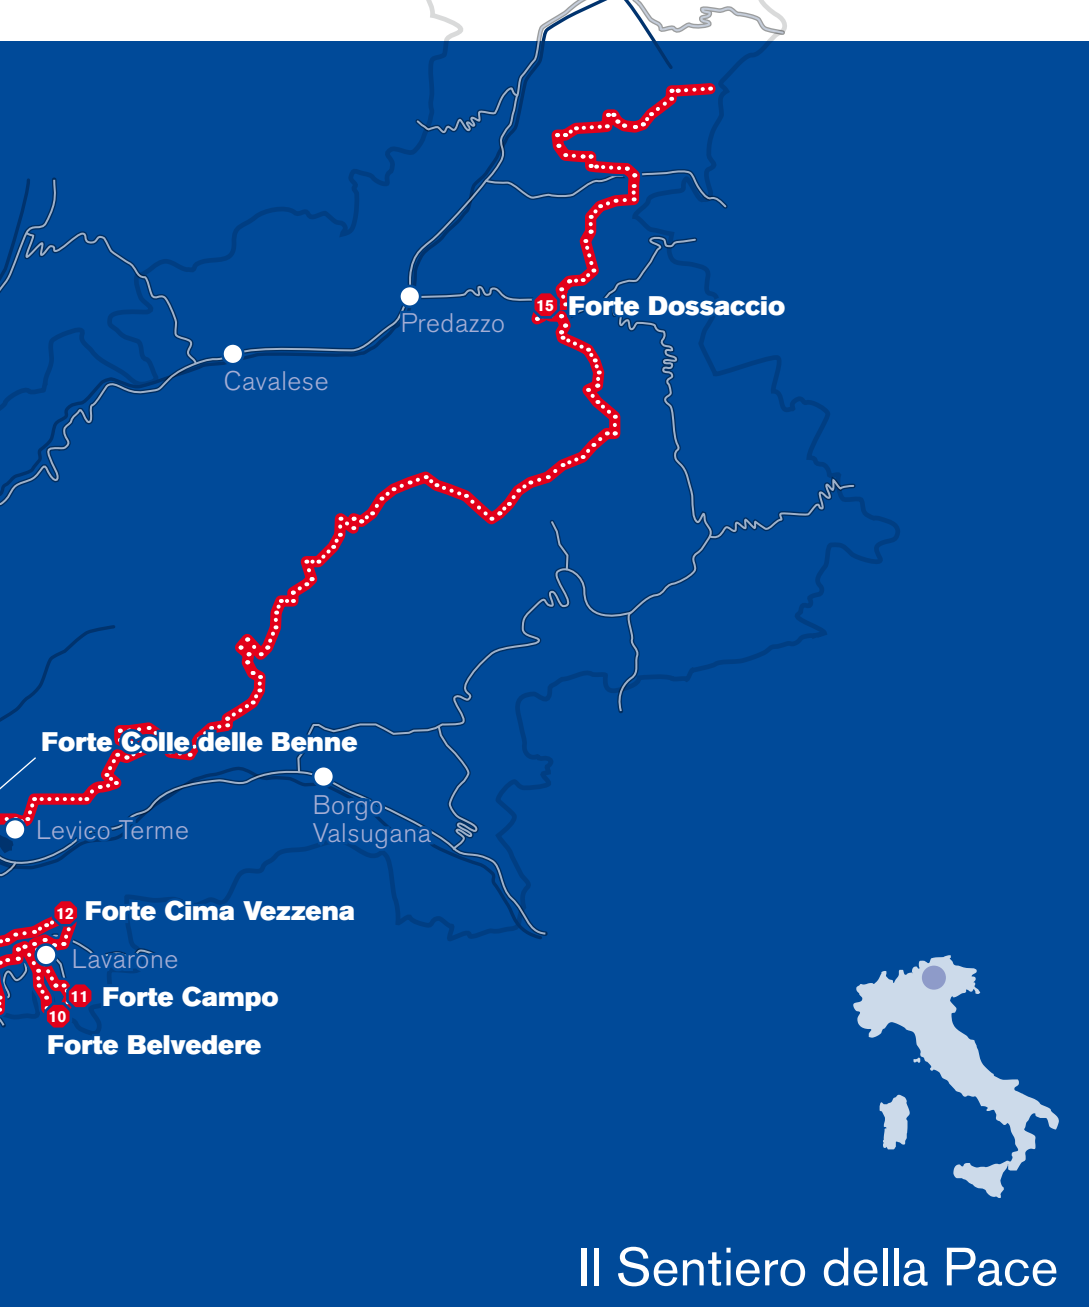 15
Forte Dossaccio
Predazzo
Cavalese
Forte Colle delle Benne
Borgo
Valsugana
Levico Terme
12
Forte Cima Vezzena
Lavarone
11
Forte Campo
10
Forte Belvedere
Il Sentiero della Pace